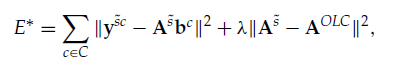 E* = ∑_{c∈C} ‖y^{s̃c} − A^{s̃}b^{c}‖² + λ‖A^{s̃} − A^{OLC}‖²,